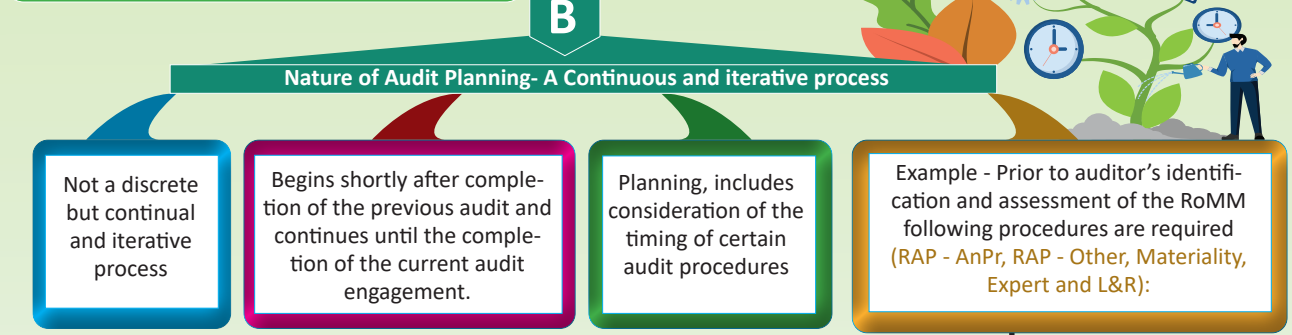 B
Nature of Audit Planning- A Continuous and iterative process
Not a discrete
but continual
and iterative
process
Begins shortly after comple-
tion of the previous audit and
continues until the comple-
tion of the current audit
engagement.
Planning, includes
consideration of the
timing of certain
audit procedures
Example - Prior to auditor's identifi-
cation and assessment of the RoMM
following procedures are required
(RAP - AnPr, RAP - Other, Materiality,
Expert and L&R):